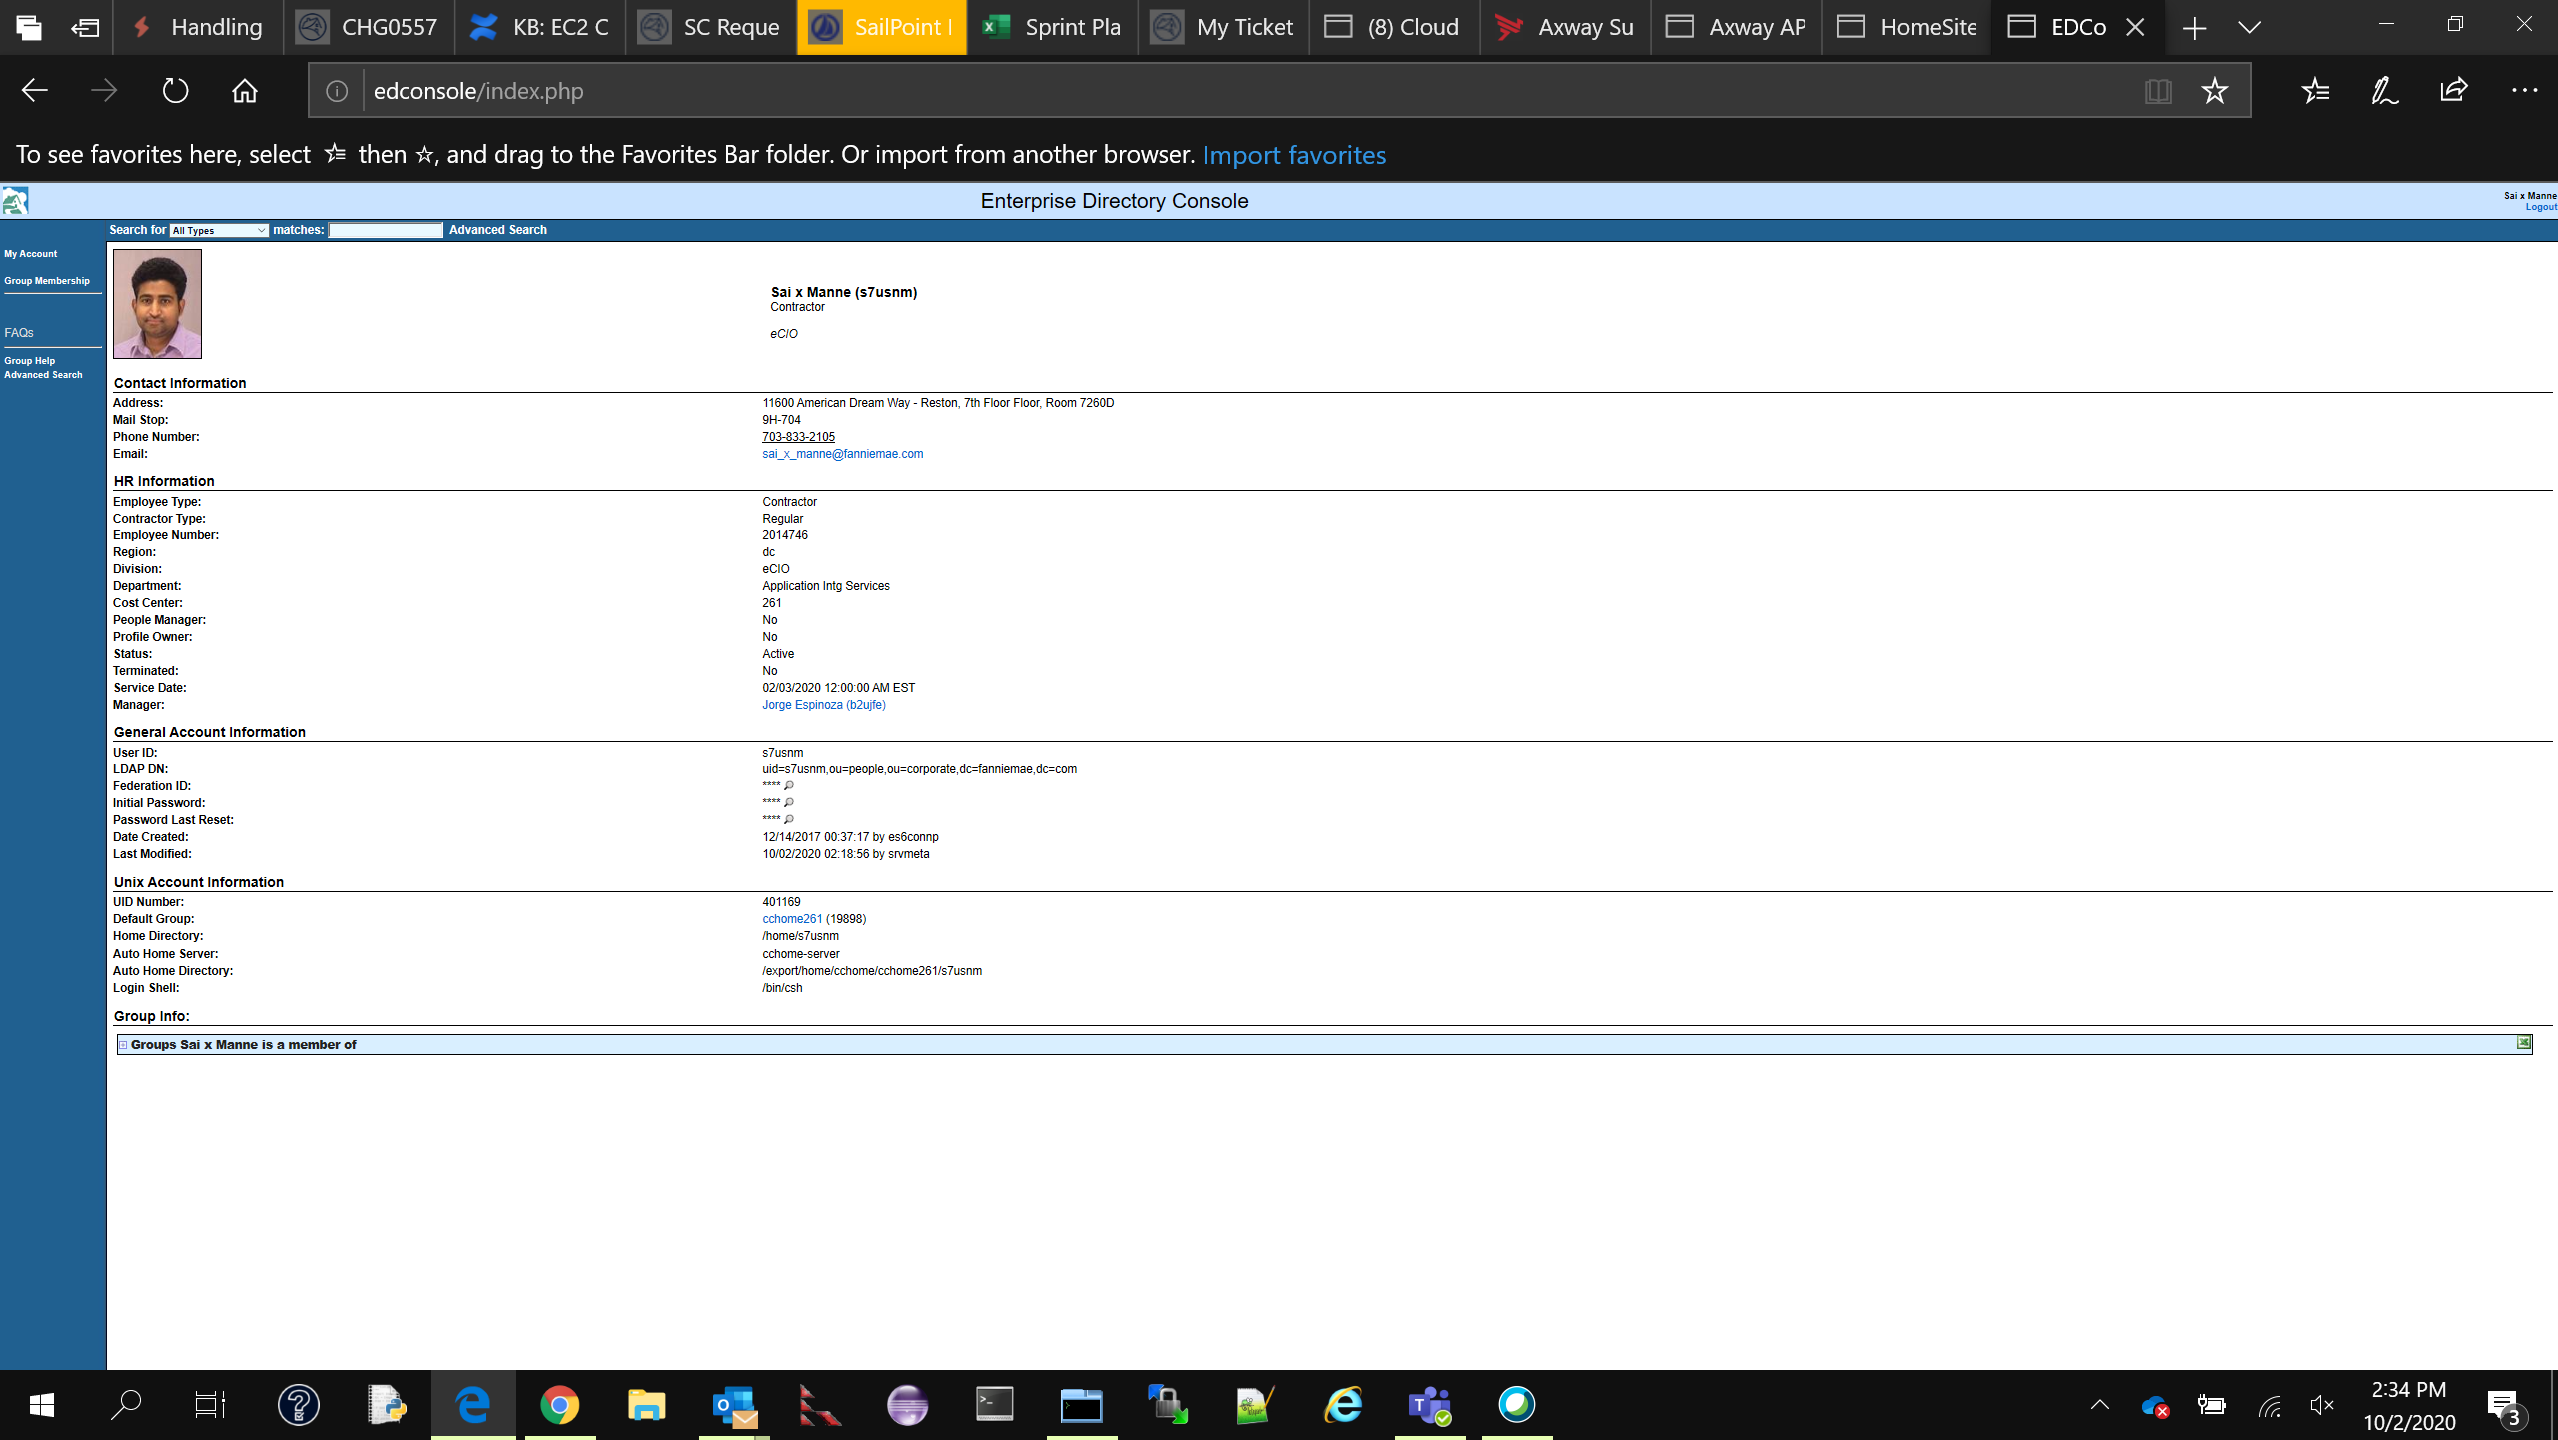 Handling
CHG0557
KB: EC2 C
SC Reque
SailPoint I
Sprint Pla
My Ticket
(8) Cloud
Axway Su
Axway AP
HomeSite
EDCo
edconsole/index.php
To see favorites here, select then ☆, and drag to the Favorites Bar folder. Or import from another browser. Import favorites
Enterprise Directory Console
Sai x Manne
Logout
Search for All Types matches: Advanced Search
My Account
Group Membership
FAQs
Group Help
Advanced Search
Sai x Manne (s7usnm)
Contractor
eCIO
Contact Information
Address: 11600 American Dream Way - Reston, 7th Floor Floor, Room 7260D
Mail Stop: 9H-704
Phone Number: 703-833-2105
Email: sai_x_manne@fanniemae.com
HR Information
Employee Type: Contractor
Contractor Type: Regular
Employee Number: 2014746
Region: dc
Division: eCIO
Department: Application Intg Services
Cost Center: 261
People Manager: No
Profile Owner: No
Status: Active
Terminated: No
Service Date: 02/03/2020 12:00:00 AM EST
Manager: Jorge Espinoza (b2ujfe)
General Account Information
User ID: s7usnm
LDAP DN: uid=s7usnm,ou=people,ou=corporate,dc=fanniemae,dc=com
Federation ID: ****
Initial Password: ****
Password Last Reset: ****
Date Created: 12/14/2017 00:37:17 by es6connp
Last Modified: 10/02/2020 02:18:56 by srvmeta
Unix Account Information
UID Number: 401169
Default Group: cchome261 (19898)
Home Directory: /home/s7usnm
Auto Home Server: cchome-server
Auto Home Directory: /export/home/cchome/cchome261/s7usnm
Login Shell: /bin/csh
Group Info:
Groups Sai x Manne is a member of
2:34 PM
10/2/2020
3